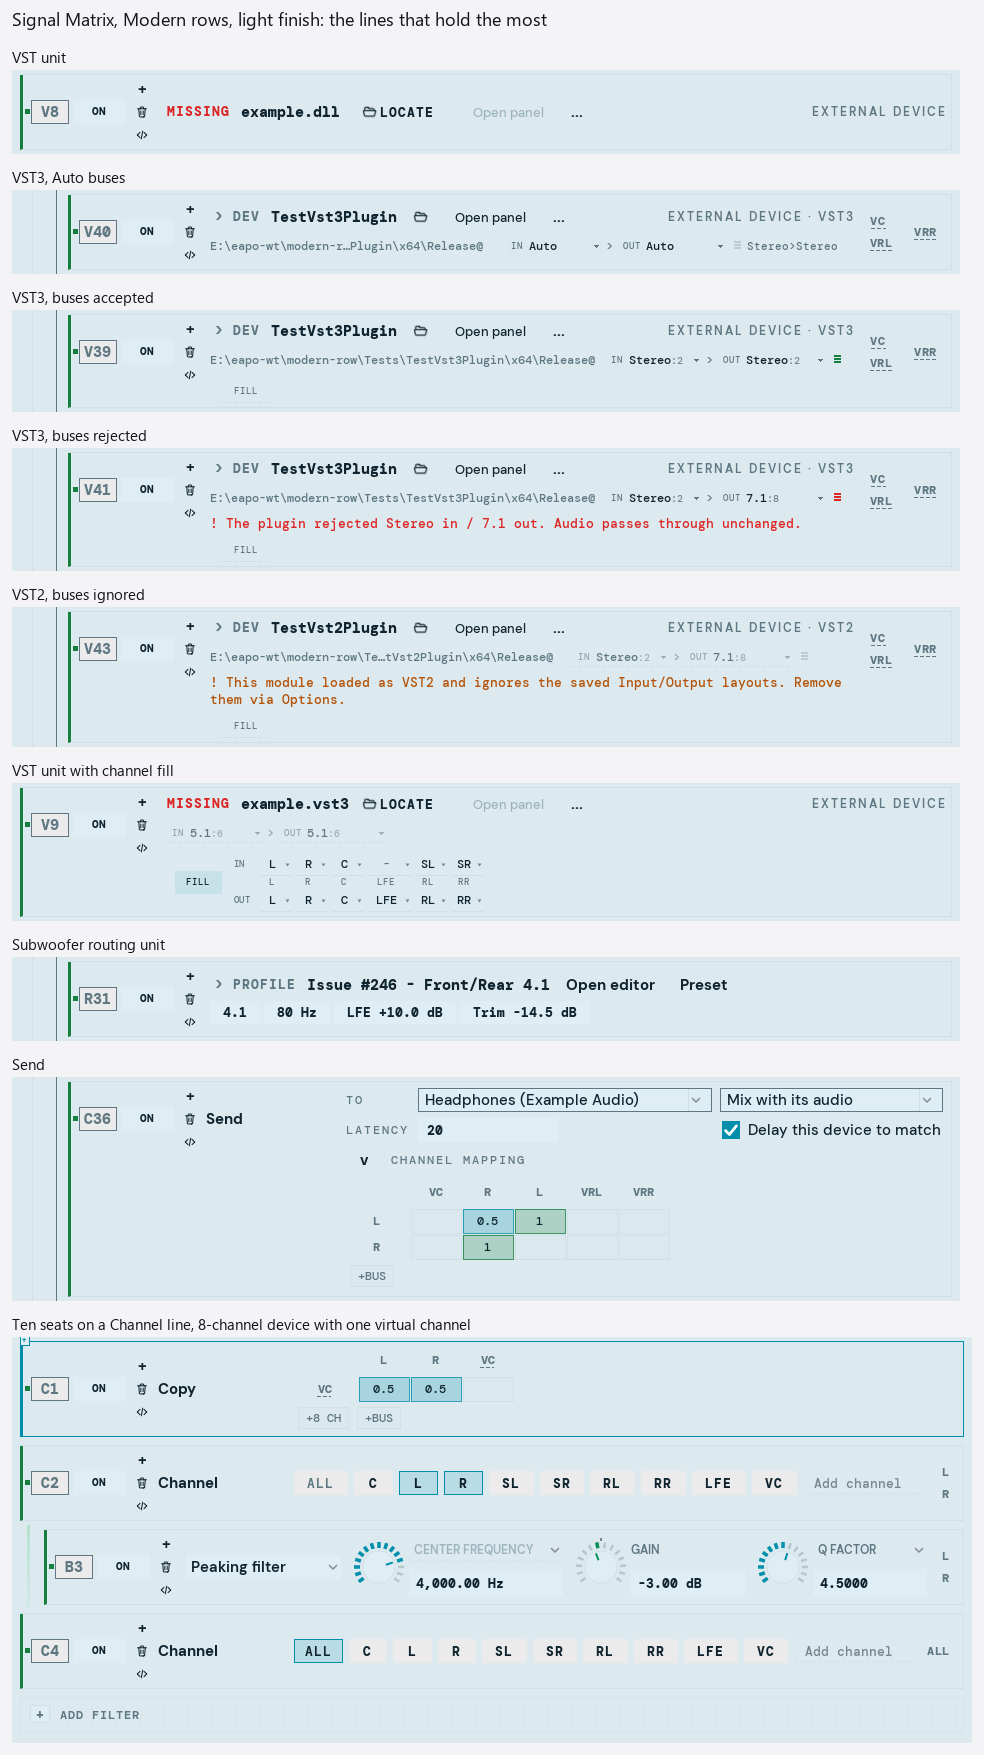 Signal Matrix, Modern rows, light finish: the lines that hold the most
VST unit
+
V8 ON MISSING example.dll LOCATE Open panel ... EXTERNAL DEVICE
</>
VST3, Auto buses
+ > DEV TestVst3Plugin Open panel ... EXTERNAL DEVICE · VST3 VC
V40 ON VRR
</> E:\eapo-wt\modern-r…Plugin\x64\Release@ IN Auto > OUT Auto Stereo>Stereo VRL
VST3, buses accepted
+ > DEV TestVst3Plugin Open panel ... EXTERNAL DEVICE · VST3 VC
V39 ON VRR
E:\eapo-wt\modern-row\Tests\TestVst3Plugin\x64\Release@ IN Stereo:2 > OUT Stereo:2 VRL
</>
FILL
VST3, buses rejected
+ > DEV TestVst3Plugin Open panel ... EXTERNAL DEVICE · VST3 VC
V41 ON VRR
E:\eapo-wt\modern-row\Tests\TestVst3Plugin\x64\Release@ IN Stereo:2 > OUT 7.1:8 VRL
</>
! The plugin rejected Stereo in / 7.1 out. Audio passes through unchanged.
FILL
VST2, buses ignored
+ > DEV TestVst2Plugin Open panel ... EXTERNAL DEVICE · VST2 VC
V43 ON VRR
E:\eapo-wt\modern-row\Te…tVst2Plugin\x64\Release@ IN Stereo:2 > OUT 7.1:8 VRL
</>
! This module loaded as VST2 and ignores the saved Input/Output layouts. Remove
them via Options.
FILL
VST unit with channel fill
+ MISSING example.vst3 LOCATE Open panel ... EXTERNAL DEVICE
V9 ON
IN 5.1:6 > OUT 5.1:6
</>
IN L R C - SL SR
FILL L R C LFE RL RR
OUT L R C LFE RL RR
Subwoofer routing unit
+ > PROFILE Issue #246 - Front/Rear 4.1 Open editor Preset
R31 ON
4.1 80 Hz LFE +10.0 dB Trim -14.5 dB
</>
Send
+ TO Headphones (Example Audio) Mix with its audio
C36 ON Send
LATENCY 20 Delay this device to match
</>
v CHANNEL MAPPING
VC R L VRL VRR
L 0.5 1
R 1
+BUS
Ten seats on a Channel line, 8-channel device with one virtual channel
+
+ L R VC
C1 ON Copy VC 0.5 0.5
</> +8 CH +BUS
+
C2 ON Channel ALL C L R SL SR RL RR LFE VC Add channel L
R
</>
+ CENTER FREQUENCY GAIN Q FACTOR L
B3 ON Peaking filter
4,000.00 Hz -3.00 dB 4.5000 R
</>
+
C4 ON Channel ALL C L R SL SR RL RR LFE VC Add channel ALL
</>
+ ADD FILTER